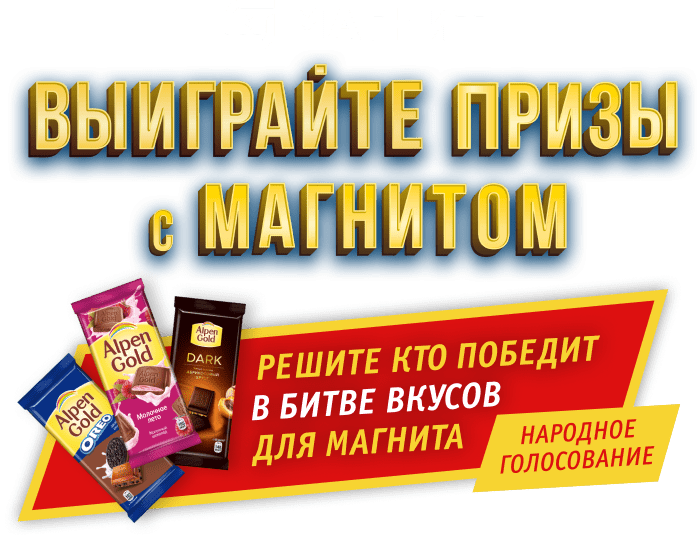 ВЫИГРАЙТЕ ПРИЗЫ
с МАГНИТОМ
РЕШИТЕ КТО ПОБЕДИТ
В БИТВЕ ВКУСОВ
ДЛЯ МАГНИТА
НАРОДНОЕ
ГОЛОСОВАНИЕ
Alpen
Gold
OREO
Alpen
Gold
Молочное
лето
Alpen
Gold
DARK